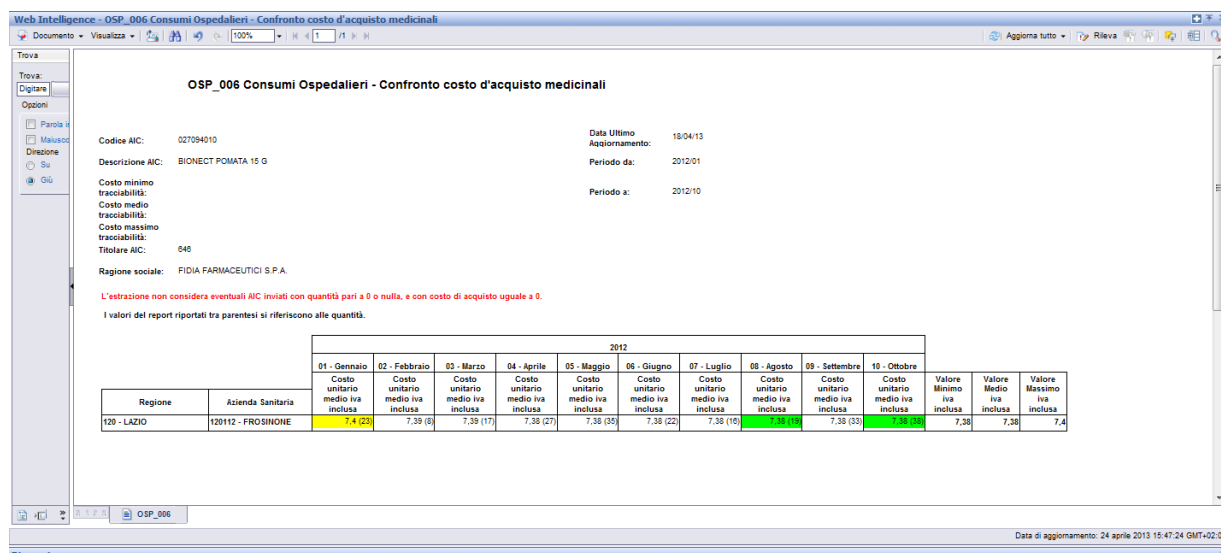 Web Intelligence - OSP_006 Consumi Ospedalieri - Confronto costo d'acquisto medicinali
Documento Visualizza 100% 1 /1 Aggiorna tutto Rileva
Trova
Trova:
Digitare
Opzioni
Parola in
Maiusco
Direzione
Su
Giù
OSP_006 Consumi Ospedalieri - Confronto costo d'acquisto medicinali
Codice AIC: 027094010
Data Ultimo Aggiornamento: 18/04/13
Descrizione AIC: BIONECT POMATA 15 G
Periodo da: 2012/01
Costo minimo tracciabilità:
Periodo a: 2012/10
Costo medio tracciabilità:
Costo massimo tracciabilità:
Titolare AIC: 646
Ragione sociale: FIDIA FARMACEUTICI S.P.A.
L'estrazione non considera eventuali AIC inviati con quantità pari a 0 o nulla, e con costo di acquisto uguale a 0.
I valori del report riportati tra parentesi si riferiscono alle quantità.
2012
01 - Gennaio 02 - Febbraio 03 - Marzo 04 - Aprile 05 - Maggio 06 - Giugno 07 - Luglio 08 - Agosto 09 - Settembre 10 - Ottobre
Regione Azienda Sanitaria Costo unitario medio iva inclusa Costo unitario medio iva inclusa Costo unitario medio iva inclusa Costo unitario medio iva inclusa Costo unitario medio iva inclusa Costo unitario medio iva inclusa Costo unitario medio iva inclusa Costo unitario medio iva inclusa Costo unitario medio iva inclusa Costo unitario medio iva inclusa Valore Minimo iva inclusa Valore Medio iva inclusa Valore Massimo iva inclusa
120 - LAZIO 120112 - FROSINONE 7,4 (23) 7,39 (8) 7,39 (17) 7,38 (27) 7,38 (35) 7,38 (22) 7,38 (16) 7,38 (19) 7,38 (33) 7,38 (38) 7,38 7,38 7,4
OSP_006
Data di aggiornamento: 24 aprile 2013 15:47:24 GMT+02:0